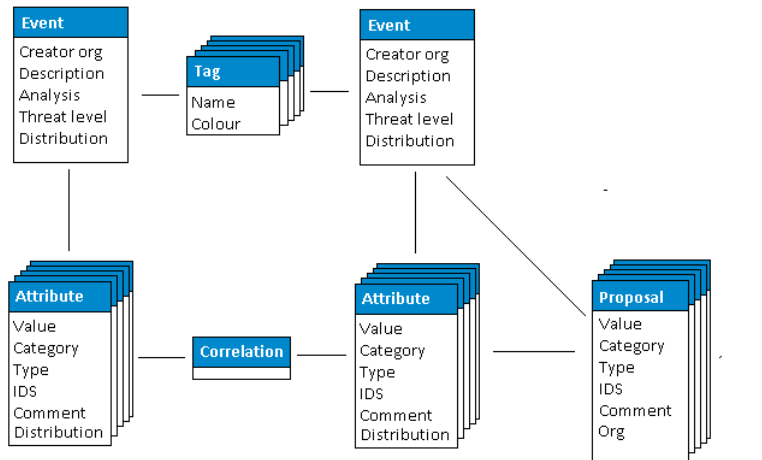 Event
Creator org
Description
Analysis
Threat level
Distribution
Tag
Name
Colour
Event
Creator org
Description
Analysis
Threat level
Distribution
Attribute
Value
Category
Type
IDS
Comment
Distribution
Correlation
Attribute
Value
Category
Type
IDS
Comment
Distribution
Proposal
Value
Category
Type
IDS
Comment
Org